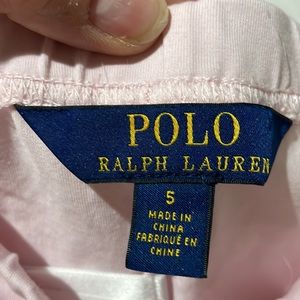 POLO
RALPH LAUREN
5
MADE IN
CHINA
FABRIQUÉ EN
CHINE